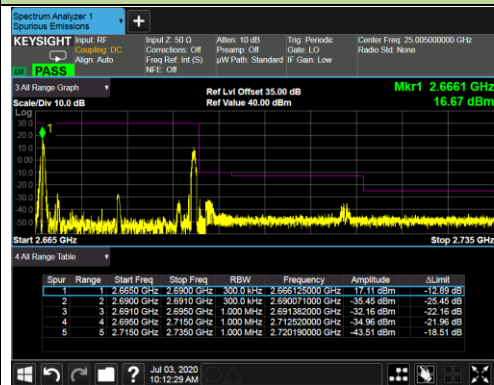 Spectrum Analyzer 1
Spurious Emissions
KEYSIGHT Input: RF Input Z: 50 Ω Atten: 10 dB Trig: Periodic Center Freq: 25.005000000 GHz
Coupling: DC Corrections: Off Preamp: Off Gate: LO Radio Std: None
Align: Auto Freq Ref: Int (S) µW Path: Standard IF Gain: Low
PASS NFE: Off
3 All Range Graph Ref Lvl Offset 35.00 dB Mkr1 2.6661 GHz
Scale/Div 10.0 dB Ref Value 40.00 dBm 16.67 dBm
Log
30.0
20.0
10.0
0.00
-10.0
-20.0
-30.0
-40.0
-50.0
1
Start 2.665 GHz Stop 2.735 GHz
4 All Range Table
Spur Range Start Freq Stop Freq RBW Frequency Amplitude ΔLimit
1 1 2.6650 GHz 2.6900 GHz 300.0 kHz 2.666125000 GHz 17.11 dBm -12.89 dB
2 2 2.6900 GHz 2.6910 GHz 300.0 kHz 2.690071000 GHz -35.45 dBm -25.45 dB
3 3 2.6910 GHz 2.6950 GHz 1.000 MHz 2.691382000 GHz -32.16 dBm -22.16 dB
4 4 2.6950 GHz 2.7150 GHz 1.000 MHz 2.712520000 GHz -34.96 dBm -21.96 dB
5 5 2.7150 GHz 2.7350 GHz 1.000 MHz 2.720190000 GHz -43.51 dBm -18.51 dB
Jul 03, 2020
10:12:29 AM